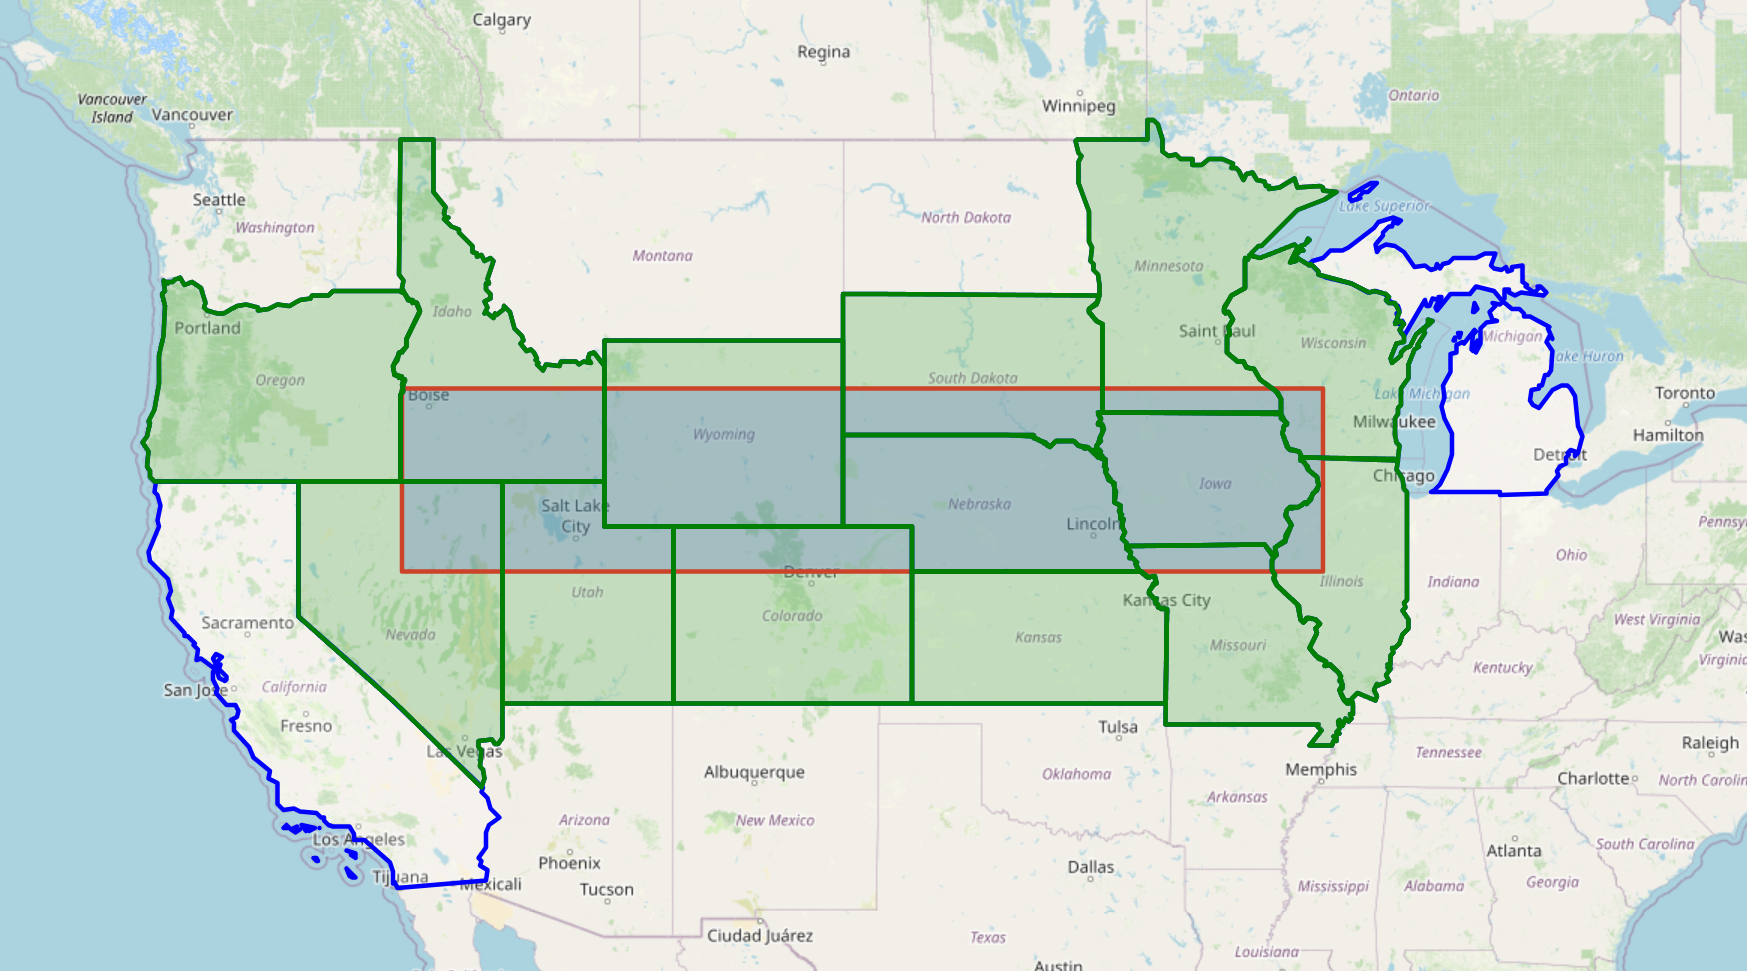 Calgary
Regina
Vancouver
Island
Vancouver
Winnipeg
Ontario
Seattle
Washington
North Dakota
Lake Superior
Montana
Minnesota
Idaho
Portland
Saint Paul
Wisconsin
Michigan
Lake Huron
Oregon
South Dakota
Boise
Lake Michigan
Toronto
Wyoming
Milwaukee
Hamilton
Detroit
Chicago
Iowa
Salt Lake
City
Nebraska
Lincoln
Pennsy
Ohio
Denver
Utah
Illinois
Indiana
Kansas City
Colorado
Sacramento
Nevada
Kansas
Missouri
West Virginia
Was
Virginia
Kentucky
San Jose
California
Fresno
Tulsa
Las Vegas
Tennessee
Raleigh
Albuquerque
Oklahoma
Memphis
Charlotte
North Carolin
Arkansas
Arizona
New Mexico
Los Angeles
South Carolina
Atlanta
Phoenix
Dallas
Tijuana
Mexicali
Tucson
Mississippi
Alabama
Georgia
Ciudad Juárez
Texas
Louisiana
Austin